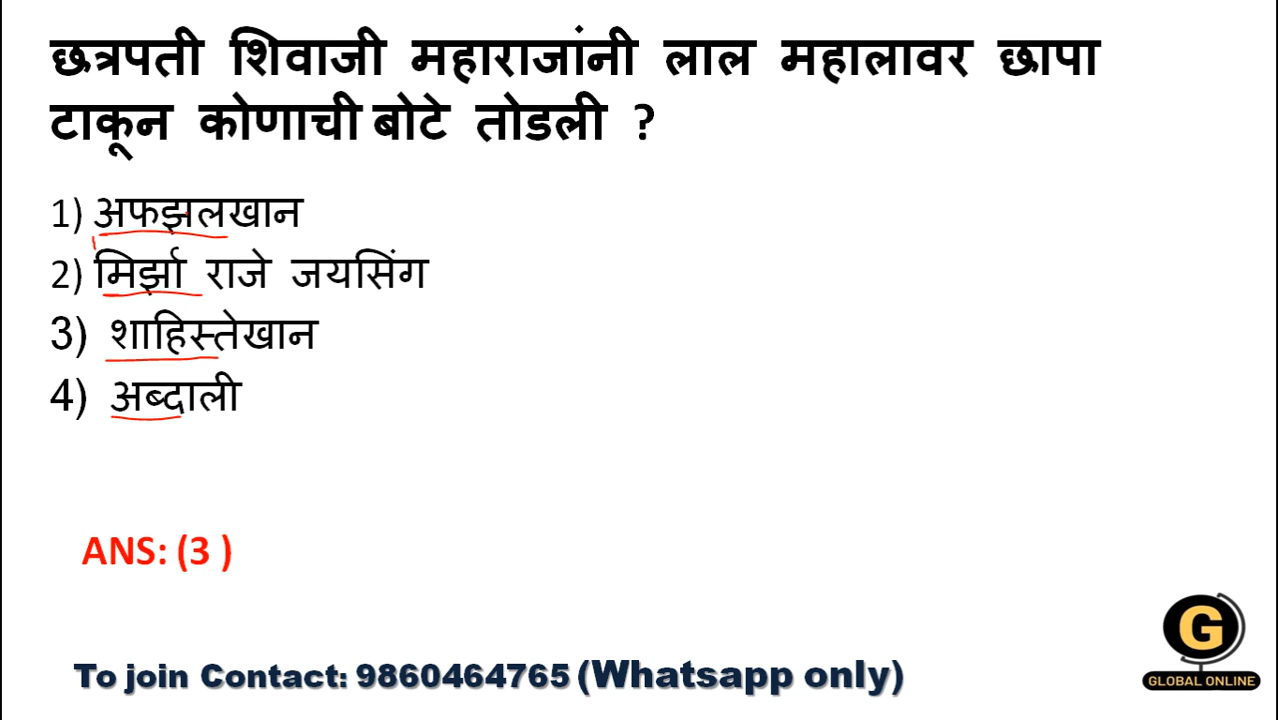 छत्रपती शिवाजी महाराजांनी लाल महालावर छापा
टाकून कोणाची बोटे तोडली ?
1) अफझलखान
2) मिर्झा राजे जयसिंग
3) शाहिस्तेखान
4) अब्दाली
ANS: (3 )
G
GLOBAL ONLINE
To join Contact: 9860464765 (Whatsapp only)